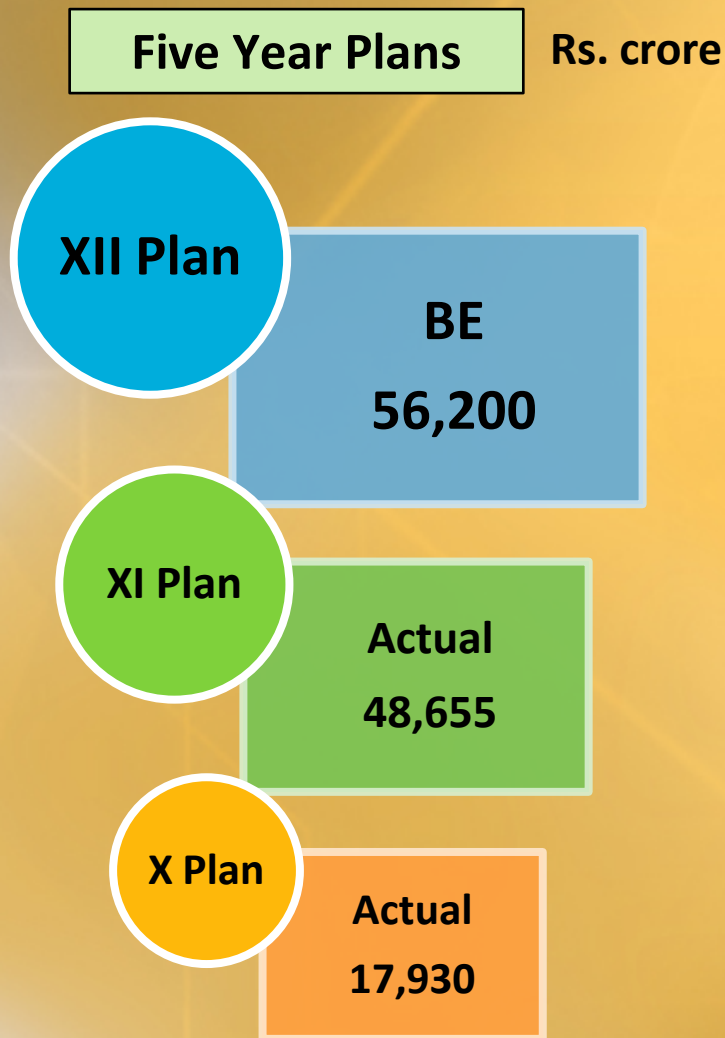 Five Year Plans
Rs. crore
XII Plan
BE
56,200
XI Plan
Actual
48,655
X Plan
Actual
17,930